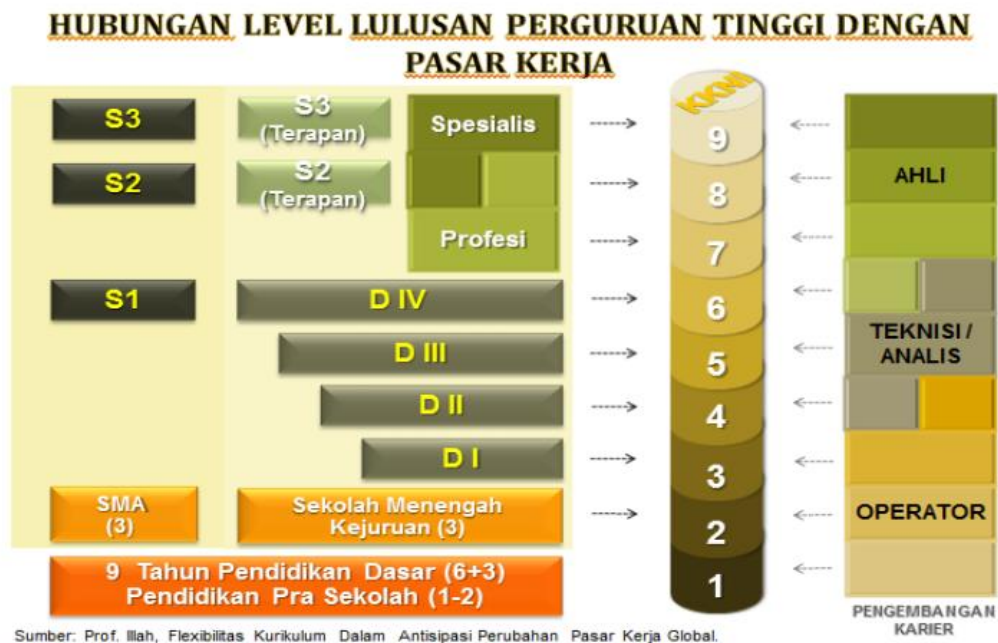 HUBUNGAN LEVEL LULUSAN PERGURUAN TINGGI DENGAN
PASAR KERJA
S3
S3
(Terapan)
Spesialis
S2
S2
(Terapan)
Profesi
S1
D IV
D III
D II
D I
SMA
(3)
Sekolah Menengah
Kejuruan (3)
9 Tahun Pendidikan Dasar (6+3)
Pendidikan Pra Sekolah (1-2)
KKNI
9
8
7
6
5
4
3
2
1
AHLI
TEKNISI /
ANALIS
OPERATOR
PENGEMBANGAN
KARIER
Sumber: Prof. Illah, Flexibilitas Kurikulum Dalam Antisipasi Perubahan Pasar Kerja Global.